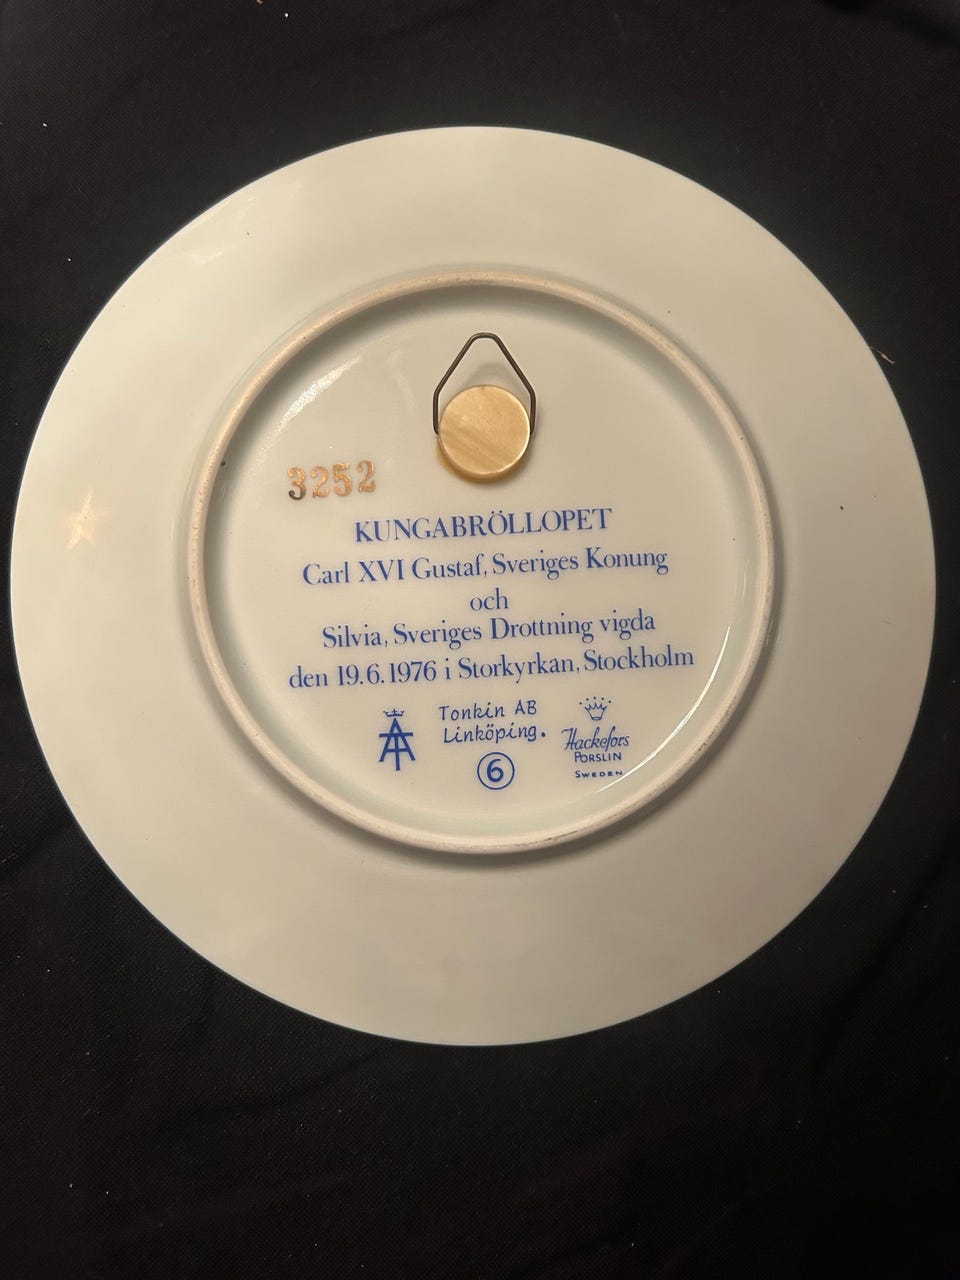 3252
KUNGABRÖLLOPET
Carl XVI Gustaf, Sveriges Konung
och
Silvia, Sveriges Drottning vigda
den 19.6.1976 i Storkyrkan, Stockholm
Tonkin AB
Linköping.
6
Hackefors
PORSLIN
SWEDEN